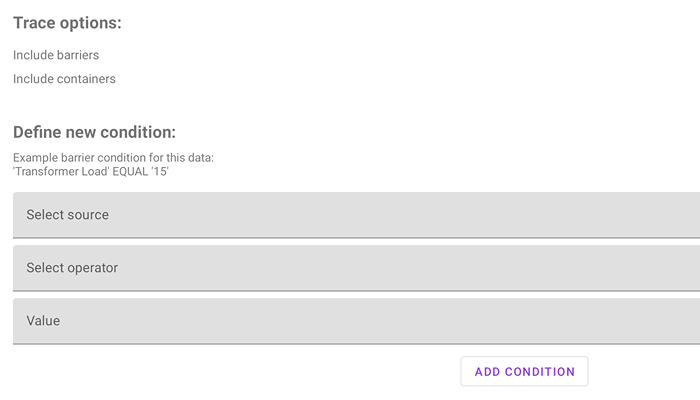 Trace options:
Include barriers
Include containers
Define new condition:
Example barrier condition for this data:
'Transformer Load' EQUAL '15'
Select source
Select operator
Value
ADD CONDITION